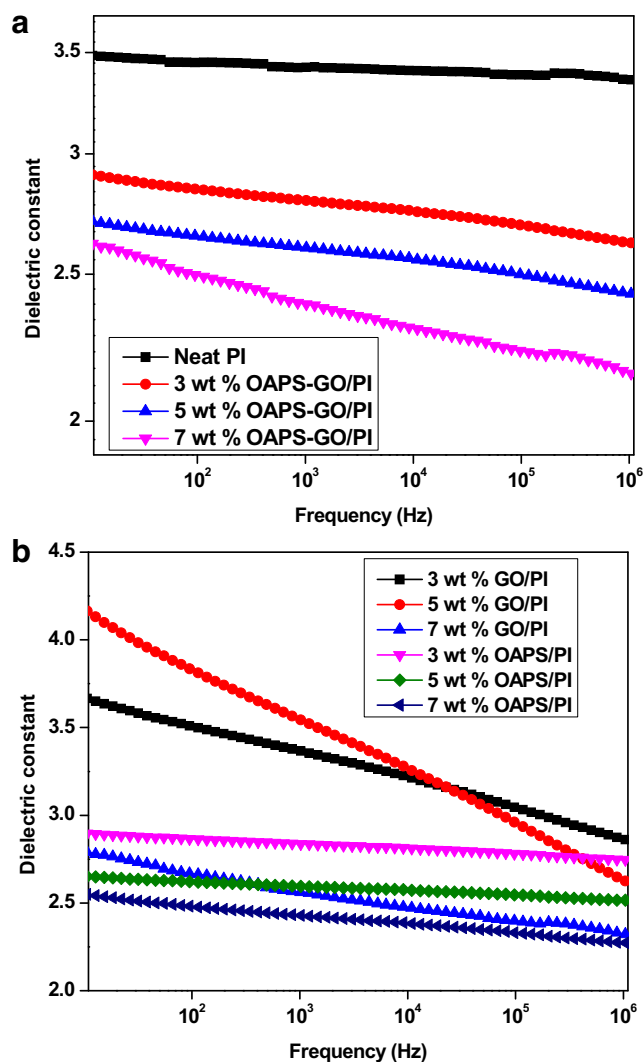 a
3.5
3
2.5
2
Dielectric constant
Neat PI
3 wt % OAPS-GO/PI
5 wt % OAPS-GO/PI
7 wt % OAPS-GO/PI
10² 10³ 10⁴ 10⁵ 10⁶
Frequency (Hz)
b
4.5
4.0
3.5
3.0
2.5
2.0
Dielectric constant
3 wt % GO/PI
5 wt % GO/PI
7 wt % GO/PI
3 wt % OAPS/PI
5 wt % OAPS/PI
7 wt % OAPS/PI
10² 10³ 10⁴ 10⁵ 10⁶
Frequency (Hz)